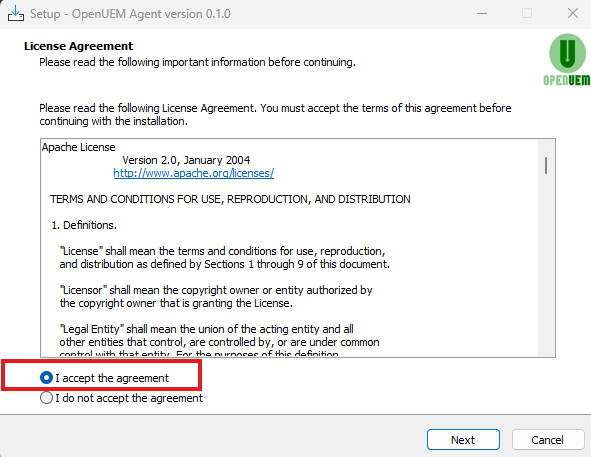 Setup - OpenUEM Agent version 0.1.0
License Agreement
Please read the following important information before continuing.
OPENUEM
Please read the following License Agreement. You must accept the terms of this agreement before
continuing with the installation.
Apache License
Version 2.0, January 2004
http://www.apache.org/licenses/
TERMS AND CONDITIONS FOR USE, REPRODUCTION, AND DISTRIBUTION
1. Definitions.
"License" shall mean the terms and conditions for use, reproduction,
and distribution as defined by Sections 1 through 9 of this document.
"Licensor" shall mean the copyright owner or entity authorized by
the copyright owner that is granting the License.
"Legal Entity" shall mean the union of the acting entity and all
other entities that control, are controlled by, or are under common
control with that entity. For the purposes of this definition,
I accept the agreement
I do not accept the agreement
Next
Cancel